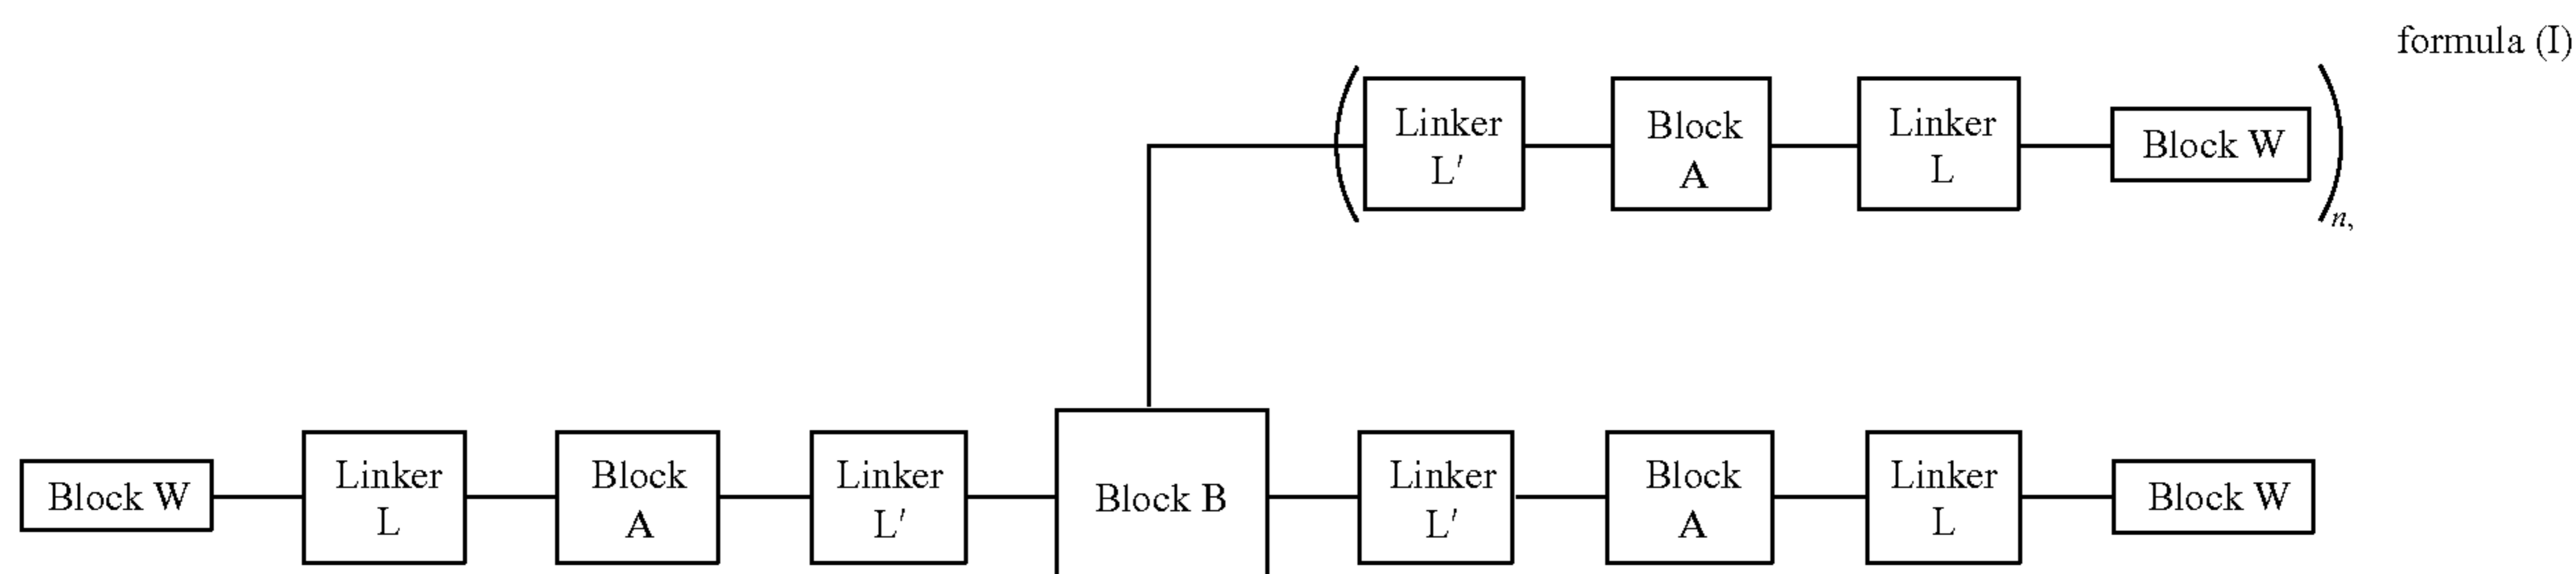 formula (I)
Linker Block Linker
L' A L Block W
n,
Linker Block Linker Linker Block Linker
Block W L A L' Block B L' A L Block W